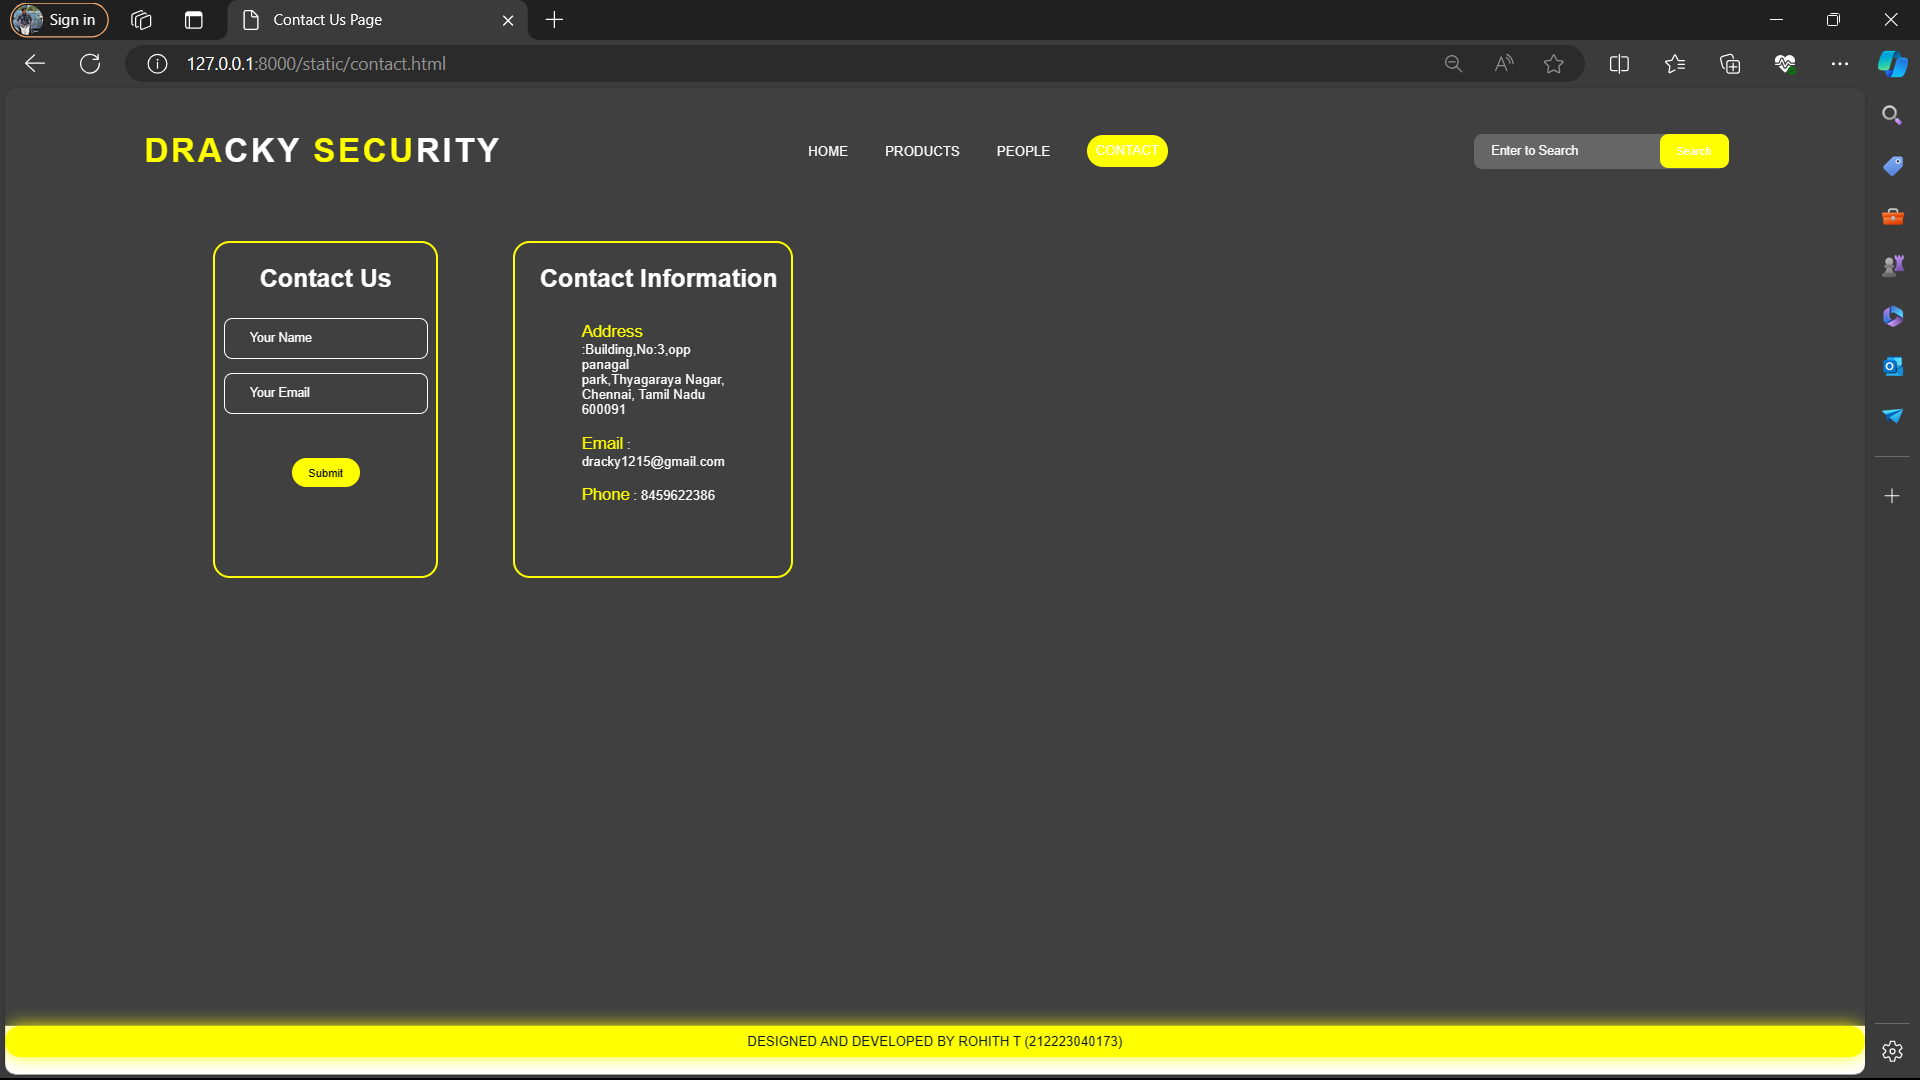 Sign in
Contact Us Page
127.0.0.1:8000/static/contact.html
DRACKY SECURITY
HOME
PRODUCTS
PEOPLE
CONTACT
Enter to Search
Search
Contact Us
Your Name
Your Email
Submit
Contact Information
Address
:Building,No:3,opp
panagal
park,Thyagaraya Nagar,
Chennai, Tamil Nadu
600091
Email :
dracky1215@gmail.com
Phone : 8459622386
DESIGNED AND DEVELOPED BY ROHITH T (212223040173)